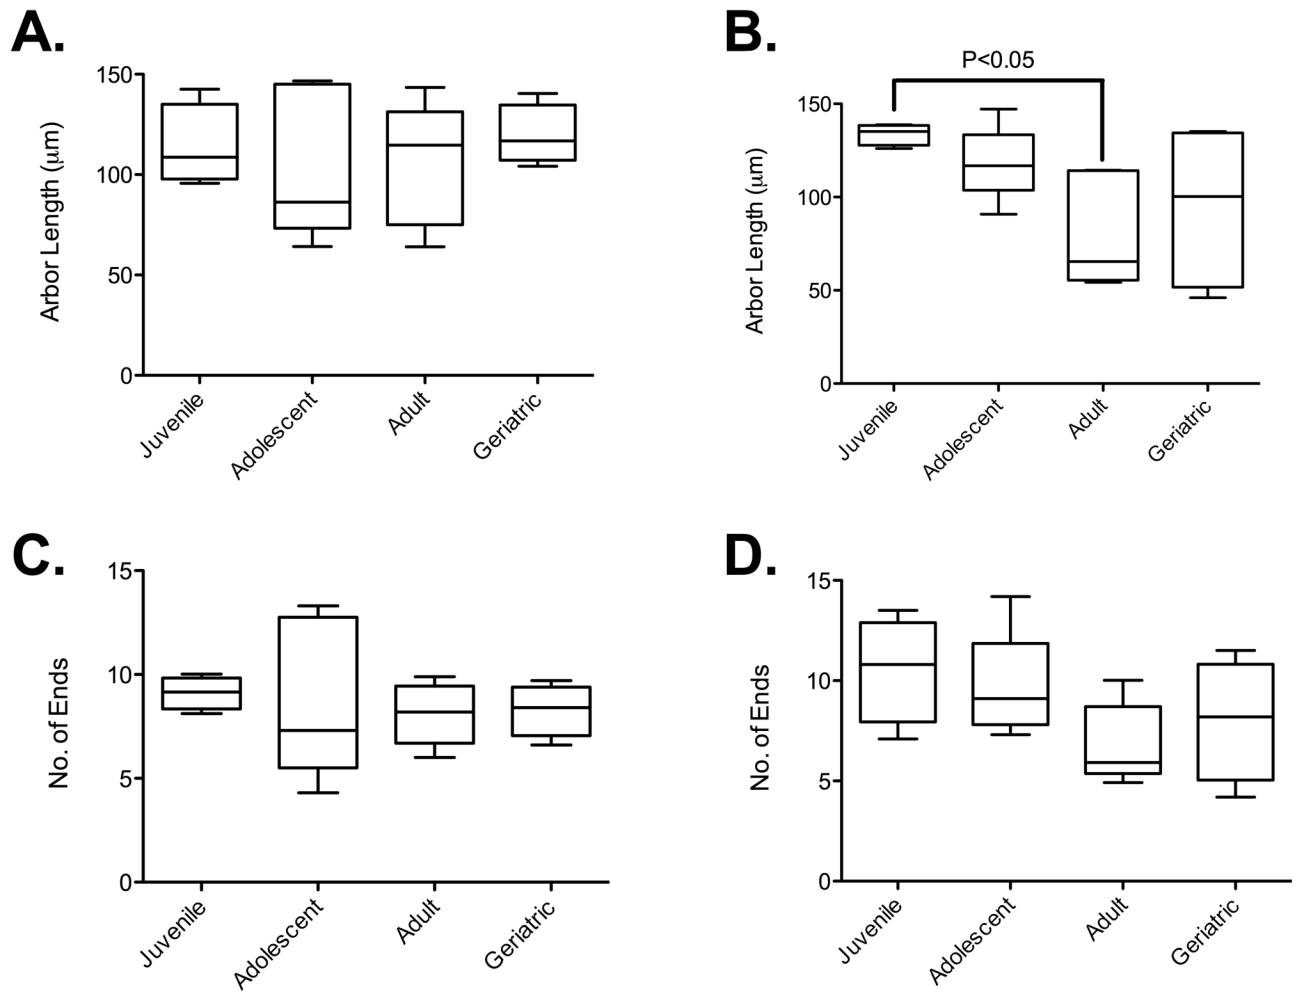 A.
Arbor Length (μm)
150
100
50
0
Juvenile
Adolescent
Adult
Geriatric
B.
P<0.05
Arbor Length (μm)
150
100
50
0
Juvenile
Adolescent
Adult
Geriatric
C.
No. of Ends
15
10
5
0
Juvenile
Adolescent
Adult
Geriatric
D.
No. of Ends
15
10
5
0
Juvenile
Adolescent
Adult
Geriatric